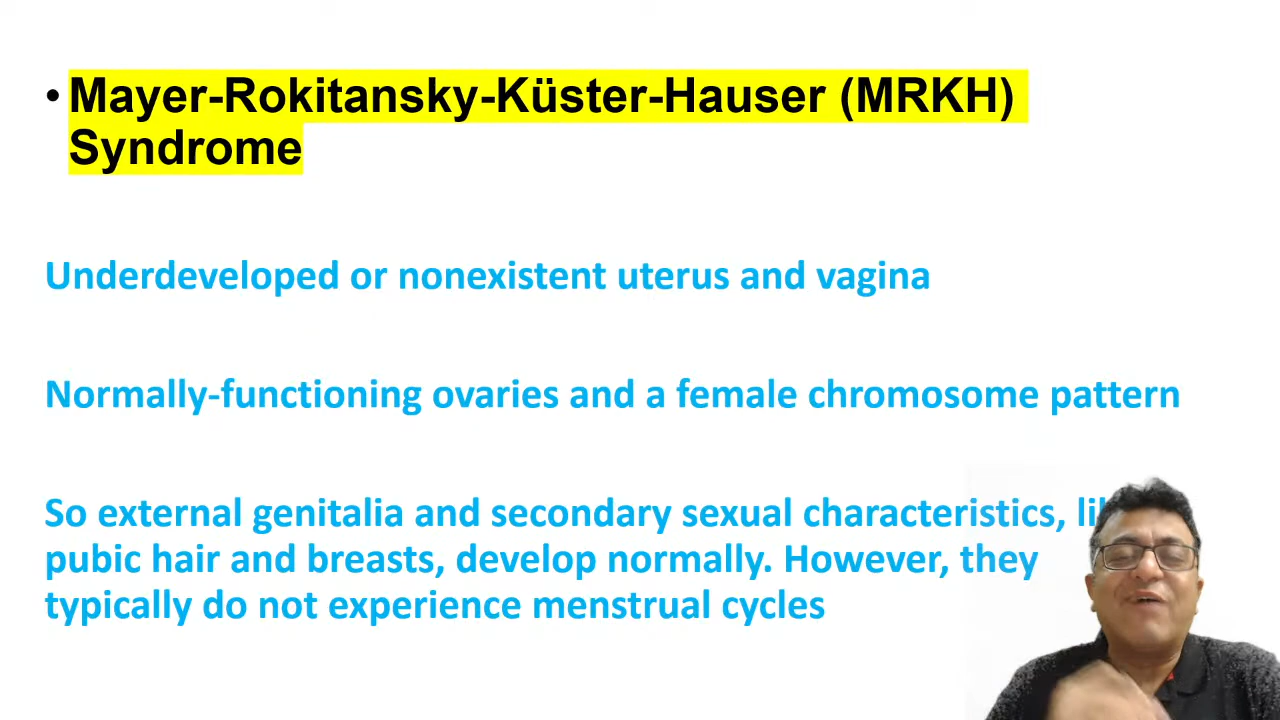 • Mayer-Rokitansky-Küster-Hauser (MRKH)
Syndrome
Underdeveloped or nonexistent uterus and vagina
Normally-functioning ovaries and a female chromosome pattern
So external genitalia and secondary sexual characteristics,
pubic hair and breasts, develop normally. However, they
typically do not experience menstrual cycles